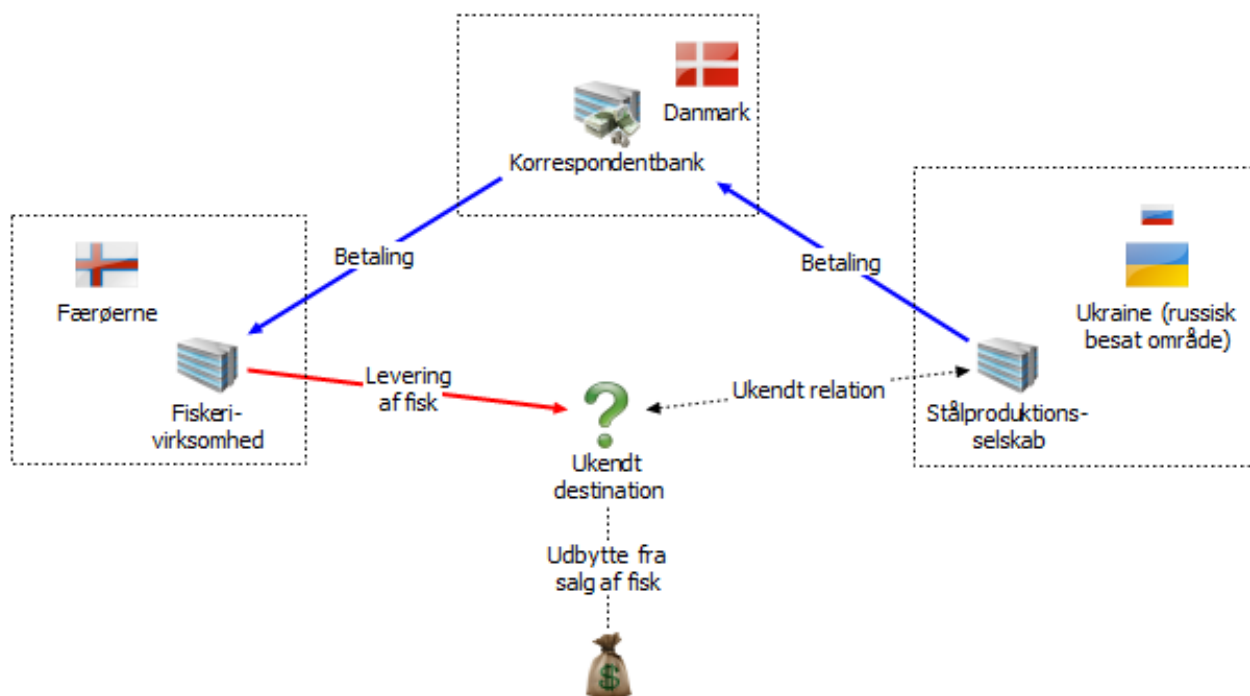 Danmark
Korrespondentbank
Betaling
Betaling
Færøerne
Ukraine (russisk
besat område)
Levering
af fisk
Ukendt relation
Fiskeri-
virksomhed
Stålproduktions-
selskab
Ukendt
destination
Udbytte fra
salg af fisk